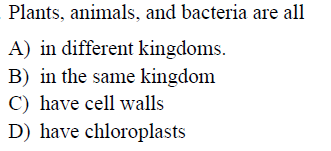 Plants, animals, and bacteria are all
A) in different kingdoms.
B) in the same kingdom
C) have cell walls
D) have chloroplasts